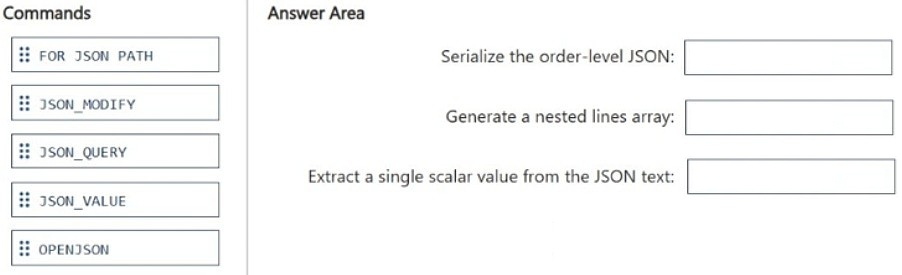 Commands
FOR JSON PATH
JSON_MODIFY
JSON_QUERY
JSON_VALUE
OPENJSON
Answer Area
Serialize the order-level JSON:
Generate a nested lines array:
Extract a single scalar value from the JSON text: